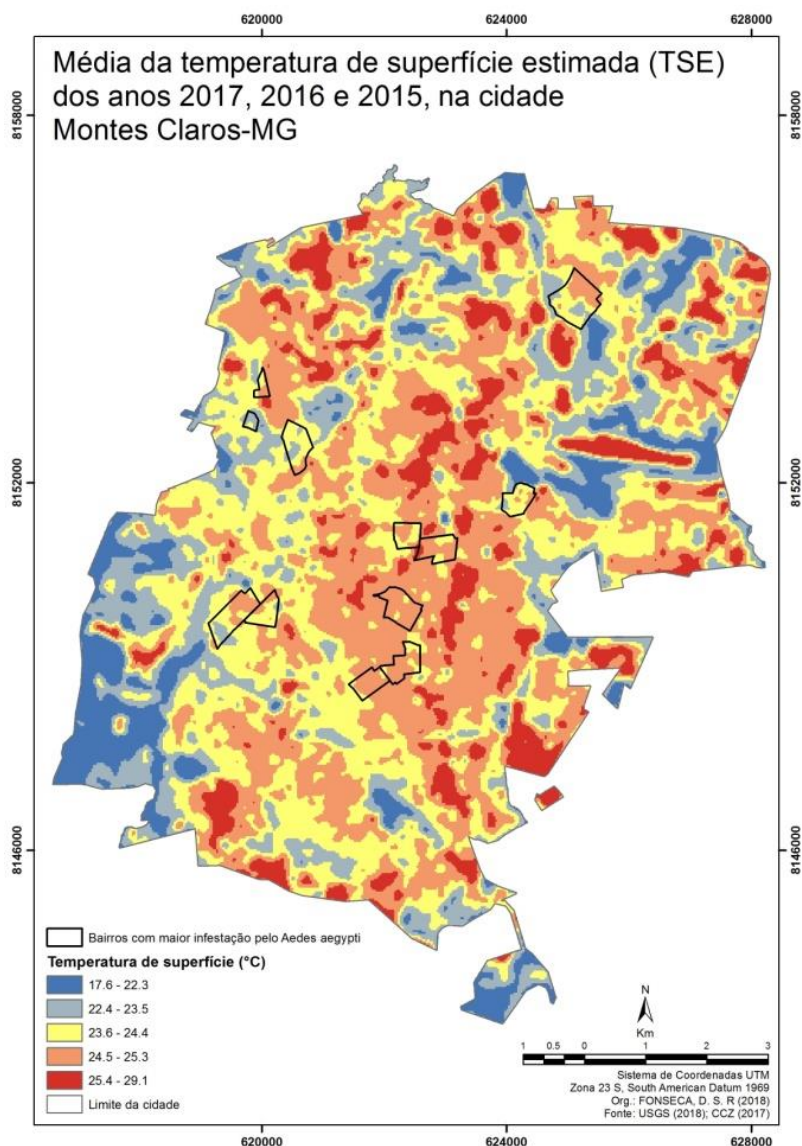 620000 624000 628000
Média da temperatura de superfície estimada (TSE)
dos anos 2017, 2016 e 2015, na cidade
Montes Claros-MG
8158000 8158000
8152000 8152000
8146000 8146000
Bairros com maior infestação pelo Aedes aegypti
Temperatura de superfície (°C)
17.6 - 22.3
22.4 - 23.5
23.6 - 24.4
24.5 - 25.3
25.4 - 29.1
Limite da cidade
N
Km
1 0.5 0 1 2 3
Sistema de Coordenadas UTM
Zona 23 S, South American Datum 1969
Org.: FONSECA, D. S. R (2018)
Fonte: USGS (2018); CCZ (2017)
620000 624000 628000